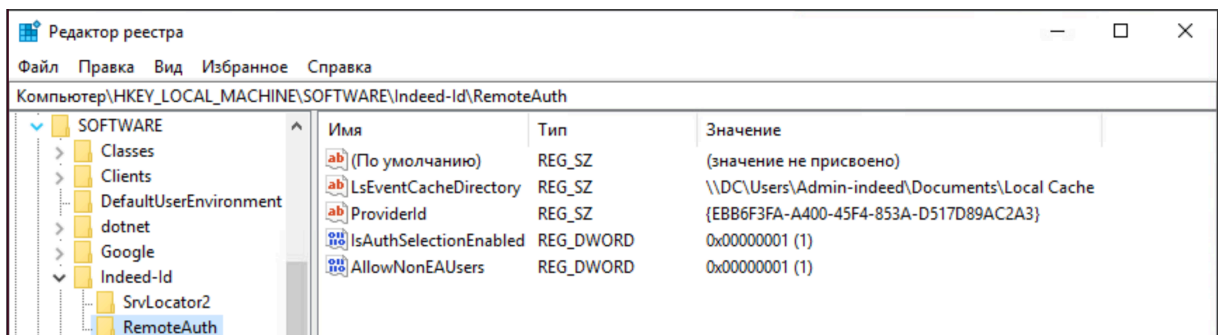 Редактор реестра
Файл Правка Вид Избранное Справка
Компьютер\HKEY_LOCAL_MACHINE\SOFTWARE\Indeed-Id\RemoteAuth
SOFTWARE
Classes
Clients
DefaultUserEnvironment
dotnet
Google
Indeed-Id
SrvLocator2
RemoteAuth
Имя Тип Значение
(По умолчанию) REG_SZ (значение не присвоено)
LsEventCacheDirectory REG_SZ \\DC\Users\Admin-indeed\Documents\Local Cache
ProviderId REG_SZ {EBB6F3FA-A400-45F4-853A-D517D89AC2A3}
IsAuthSelectionEnabled REG_DWORD 0x00000001 (1)
AllowNonEAUsers REG_DWORD 0x00000001 (1)